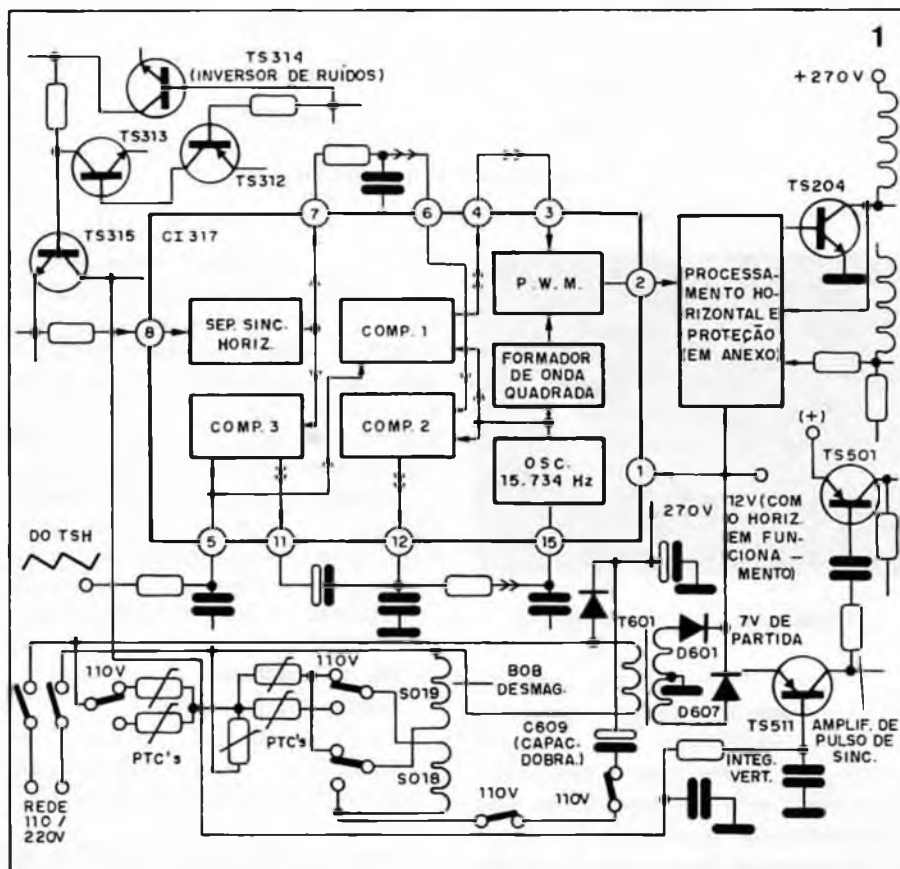 1
TS314
(INVERSOR DE RUÍDOS)
+270V
TS313
TS312
TS204
TS315
CI 317
7
6
4
3
8
2
SEP. SINC.
HORIZ.
COMP. 1
P. W. M.
PROCESSA-
MENTO HO-
RIZONTAL E
PROTEÇÃO
(EM ANEXO)
FORMADOR
DE ONDA
QUADRADA
COMP. 3
COMP. 2
OSC.
15.734 Hz
1
(+)
TS501
270V
12V (COM
O HORIZ.
EM FUN-
CIONA -
MENTO)
DO TSH
5
11
12
15
T601
7V DE
PARTIDA
D601
110V
110V
PTC's
PTC's
SO19
BOB
DESMAG.
D607
TS511
AMPLIF. DE
PULSO DE
SINC.
C609
(CAPAC.
DOBRA.)
SO18
INTEG.
VERT.
REDE
110 /
220V
110V
110V